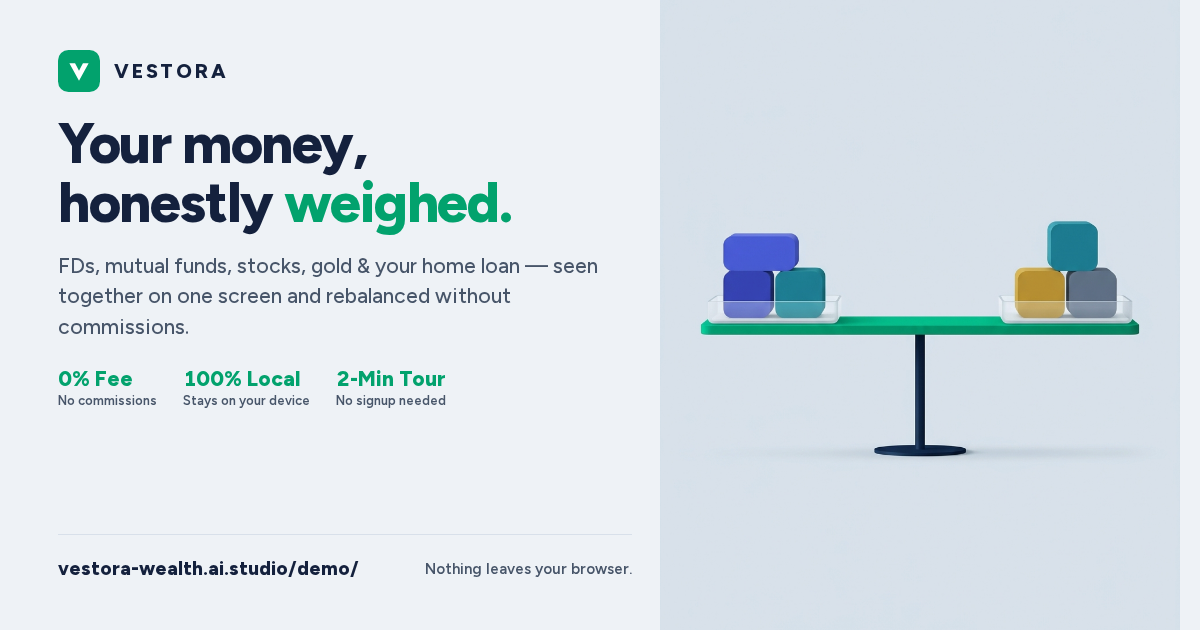 VESTORA
Your money,
honestly weighed.
FDs, mutual funds, stocks, gold & your home loan — seen
together on one screen and rebalanced without
commissions.
0% Fee
No commissions
100% Local
Stays on your device
2-Min Tour
No signup needed
vestora-wealth.ai.studio/demo/
Nothing leaves your browser.